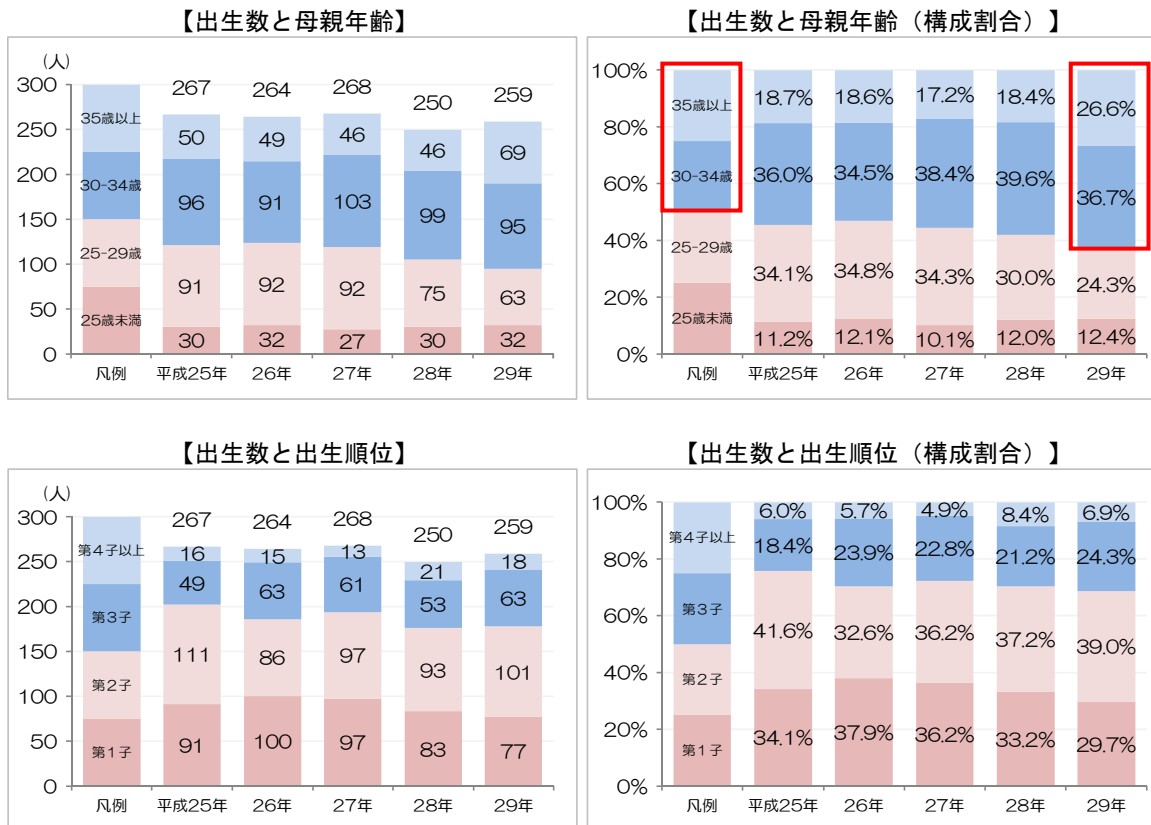 【出生数と母親年齢】
(人)
300
250
200
150
100
50
0
35歳以上
30-34歳
25-29歳
25歳未満
267 264 268 250 259
50 49 46 46 69
96 91 103 99 95
91 92 92 75 63
30 32 27 30 32
凡例 平成25年 26年 27年 28年 29年
【出生数と母親年齢（構成割合）】
100%
80%
60%
40%
20%
0%
35歳以上
30-34歳
25-29歳
25歳未満
18.7% 18.6% 17.2% 18.4% 26.6%
36.0% 34.5% 38.4% 39.6% 36.7%
34.1% 34.8% 34.3% 30.0% 24.3%
11.2% 12.1% 10.1% 12.0% 12.4%
凡例 平成25年 26年 27年 28年 29年
【出生数と出生順位】
(人)
300
250
200
150
100
50
0
第4子以上
第3子
第2子
第1子
267 264 268 250 259
16 15 13 21 18
49 63 61 53 63
111 86 97 93 101
91 100 97 83 77
凡例 平成25年 26年 27年 28年 29年
【出生数と出生順位（構成割合）】
100%
80%
60%
40%
20%
0%
第4子以上
第3子
第2子
第1子
6.0% 5.7% 4.9% 8.4% 6.9%
18.4% 23.9% 22.8% 21.2% 24.3%
41.6% 32.6% 36.2% 37.2% 39.0%
34.1% 37.9% 36.2% 33.2% 29.7%
凡例 平成25年 26年 27年 28年 29年